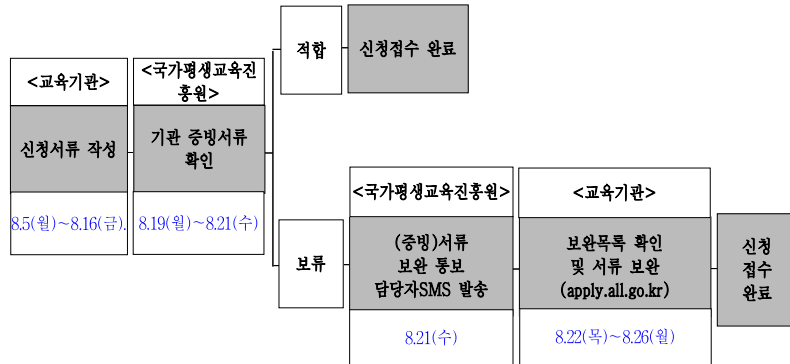 <교육기관>
신청서류 작성
8.5(월)~8.16(금).
<국가평생교육진
흥원>
기관 증빙서류
확인
8.19(월)~8.21(수)
적합
신청접수 완료
보류
<국가평생교육진흥원>
(증빙)서류
보완 통보
담당자SMS 발송
8.21(수)
<교육기관>
보완목록 확인
및 서류 보완
(apply.all.go.kr)
8.22(목)~8.26(월)
신청
접수
완료